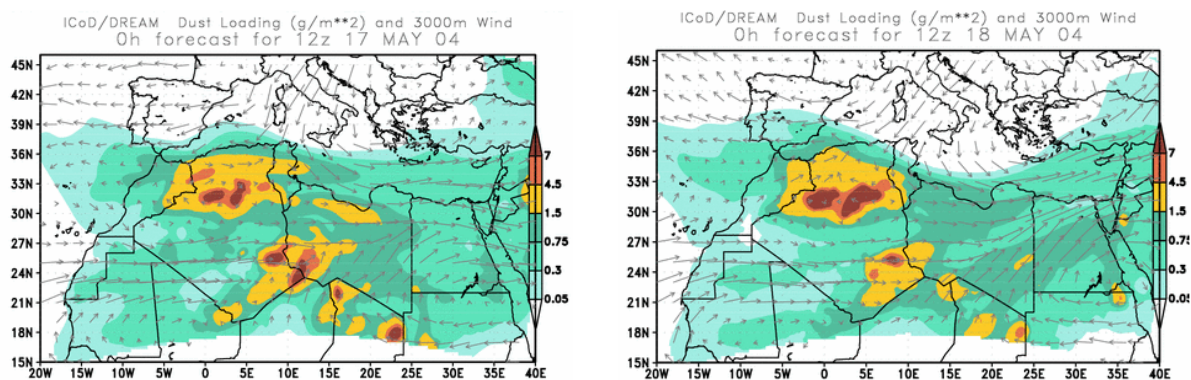 ICoD/DREAM Dust Loading (g/m**2) and 3000m Wind
0h forecast for 12z 17 MAY 04
45N
42N
39N
36N
33N
30N
27N
24N
21N
18N
15N
20W 15W 10W 5W 0 5E 10E 15E 20E 25E 30E 35E 40E
7
4.5
1.5
0.75
0.3
0.05
ICoD/DREAM Dust Loading (g/m**2) and 3000m Wind
0h forecast for 12z 18 MAY 04
45N
42N
39N
36N
33N
30N
27N
24N
21N
18N
15N
20W 15W 10W 5W 0 5E 10E 15E 20E 25E 30E 35E 40E
7
4.5
1.5
0.75
0.3
0.05